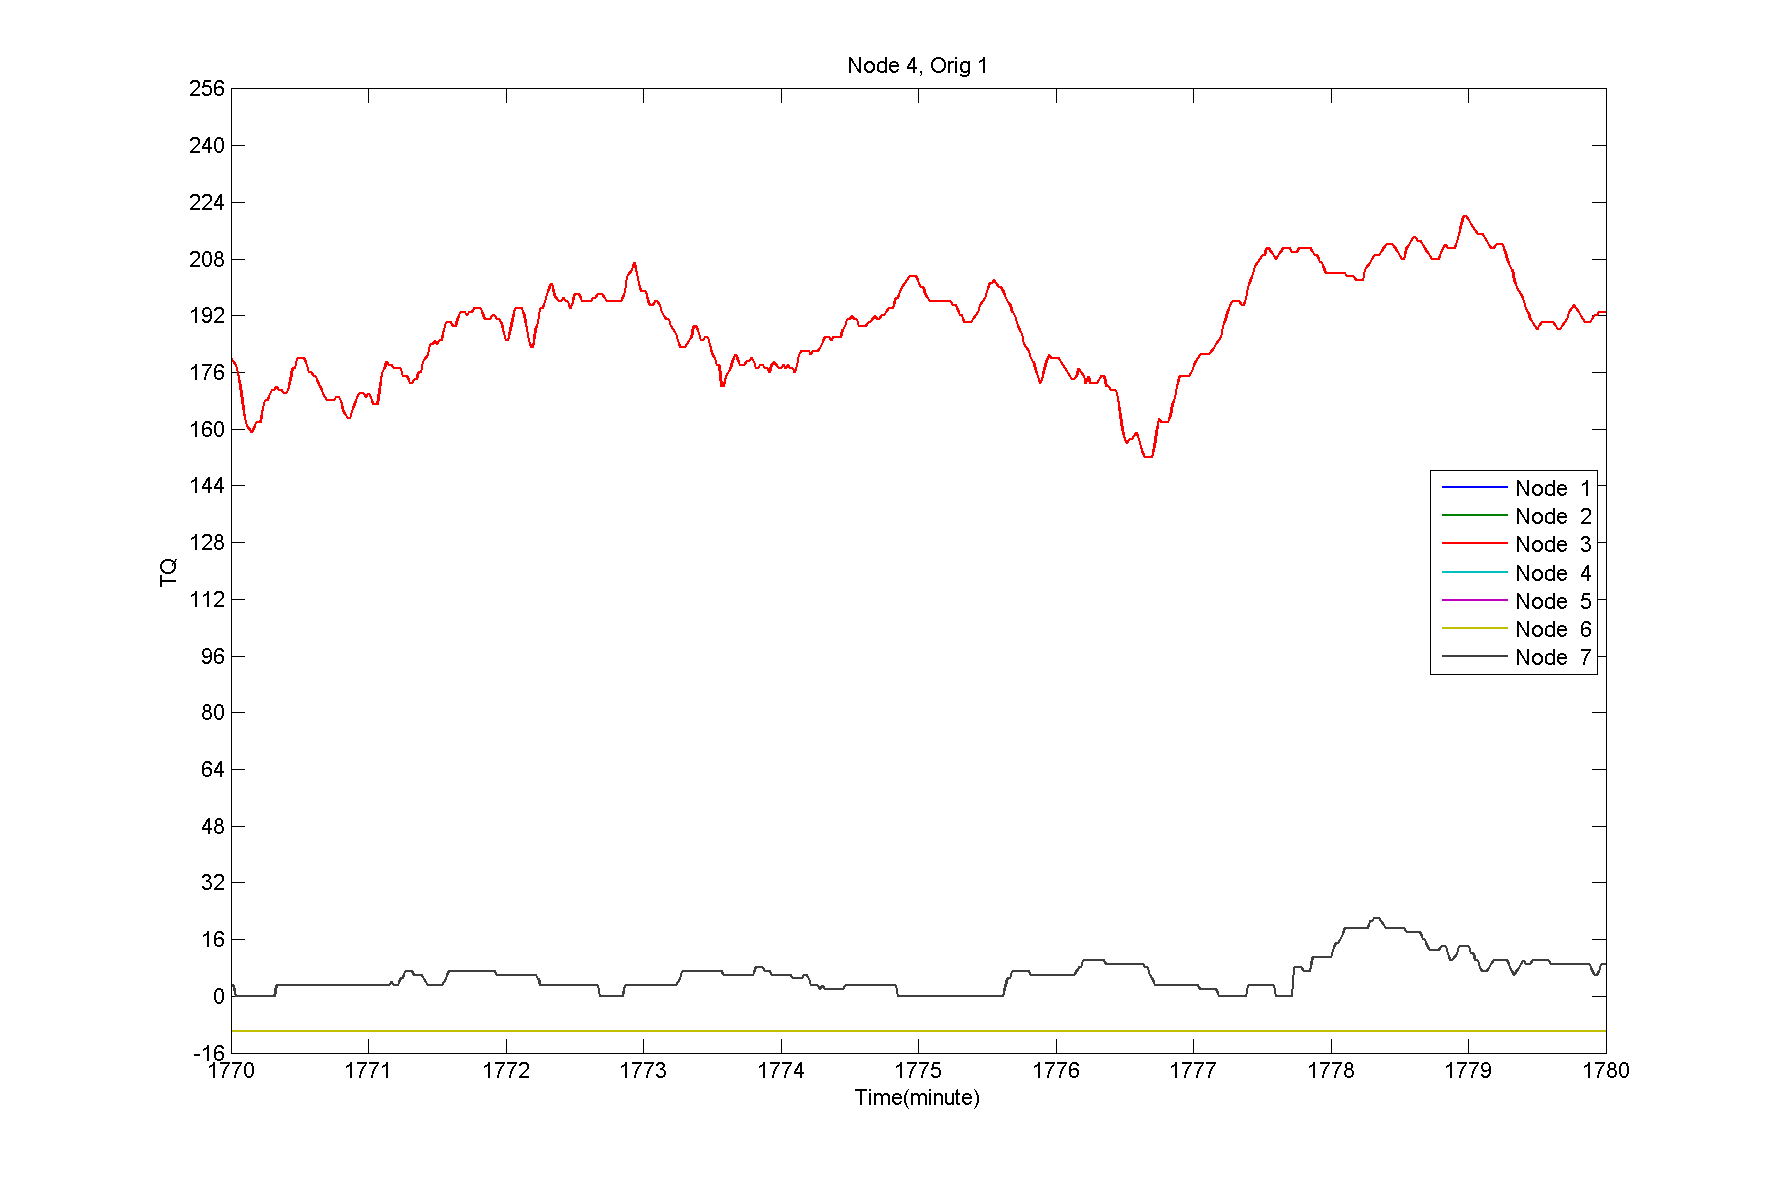 Node 4, Orig 1
256
240
224
208
192
176
160
144
128
112
96
80
64
48
32
16
0
-16
TQ
Node 1
Node 2
Node 3
Node 4
Node 5
Node 6
Node 7
1770 1771 1772 1773 1774 1775 1776 1777 1778 1779 1780
Time(minute)